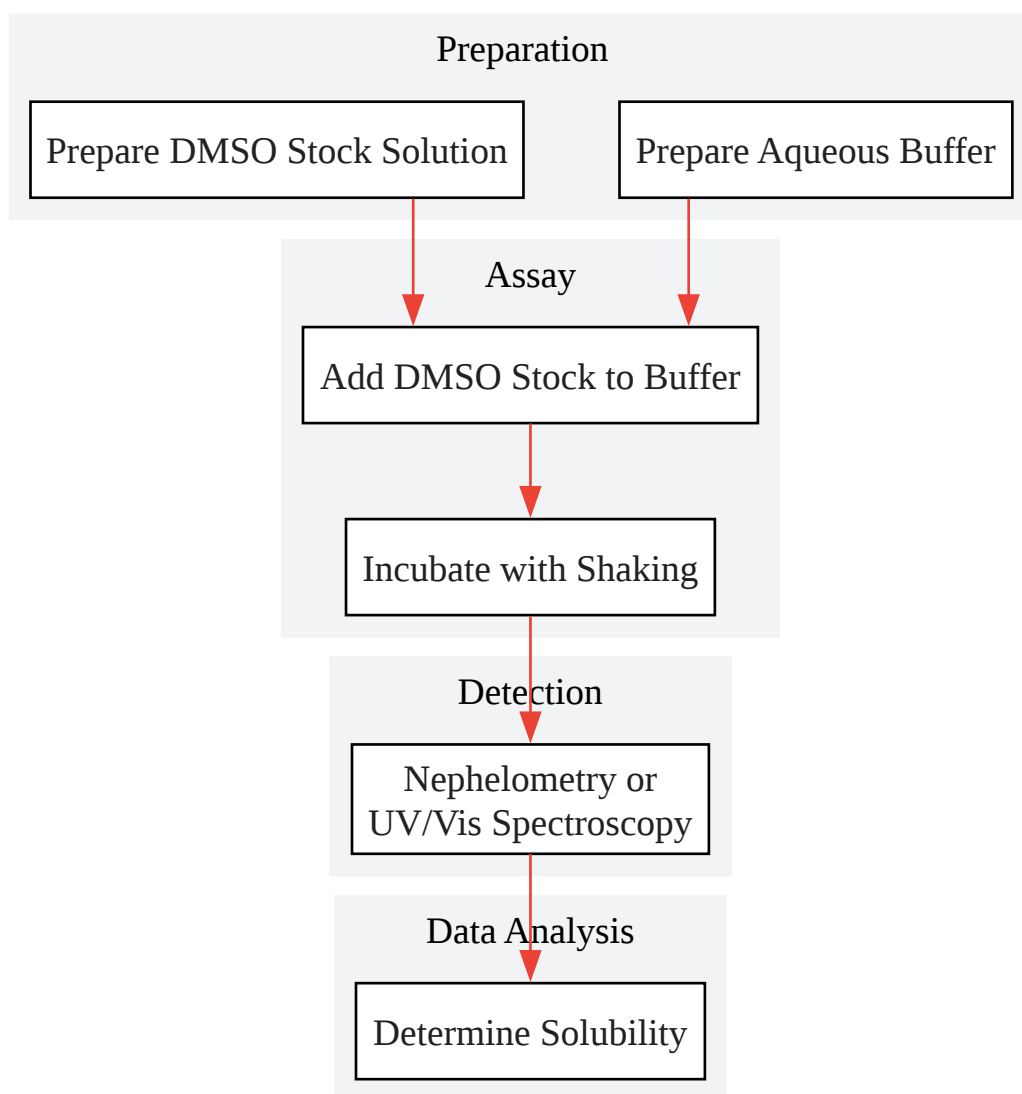 Preparation
Prepare DMSO Stock Solution
Prepare Aqueous Buffer
Assay
Add DMSO Stock to Buffer
Incubate with Shaking
Detection
Nephelometry or
UV/Vis Spectroscopy
Data Analysis
Determine Solubility